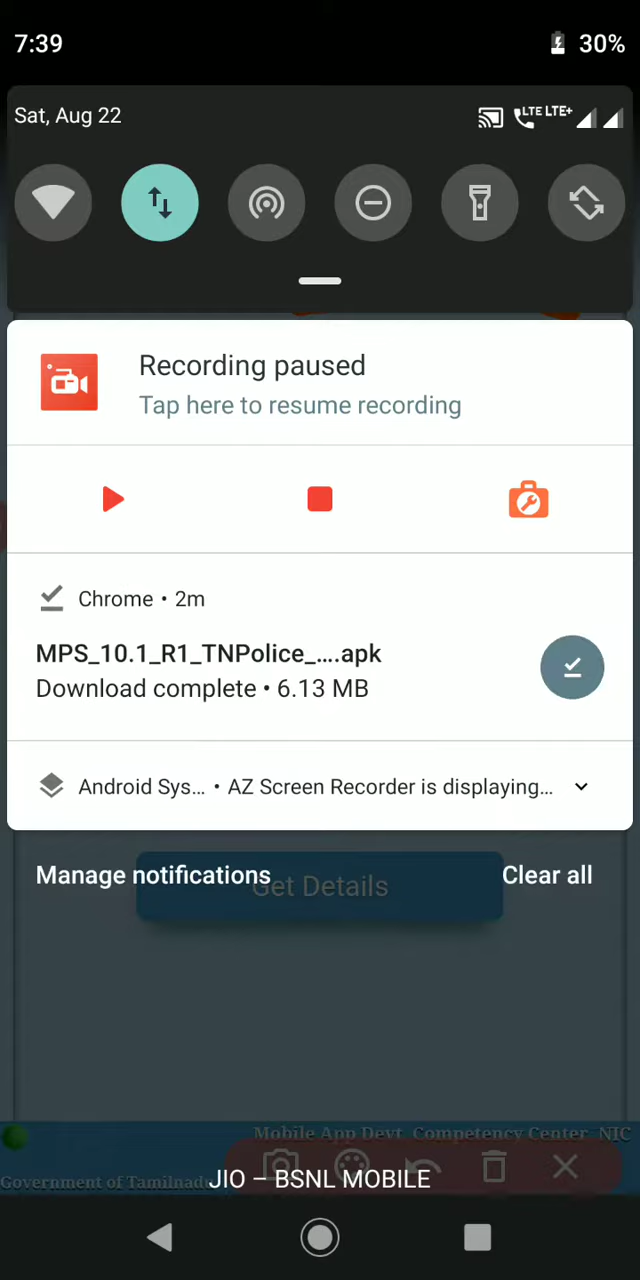 7:39
30%
Sat, Aug 22
LTE LTE+
Recording paused
Tap here to resume recording
Chrome • 2m
MPS_10.1_R1_TNPolice_....apk
Download complete • 6.13 MB
Android Sys... • AZ Screen Recorder is displaying...
Manage notifications
Clear all
Get Details
Mobile App Devt. Competency Center NIC
Government of Tamilnadu
JIO – BSNL MOBILE